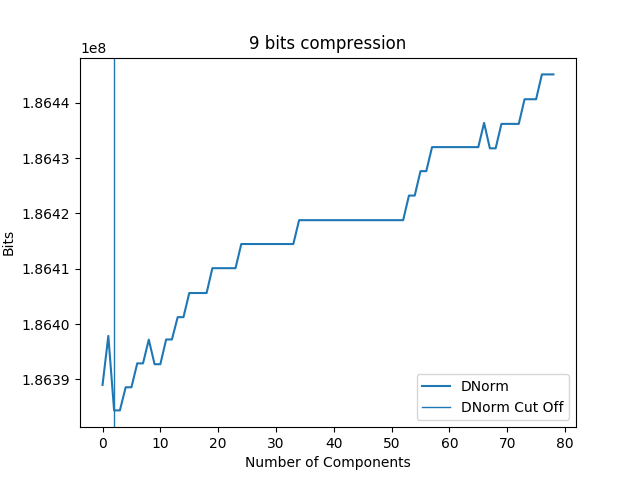 9 bits compression
1e8
1.8644
1.8643
1.8642
1.8641
1.8640
1.8639
Bits
0 10 20 30 40 50 60 70 80
Number of Components
DNorm
DNorm Cut Off